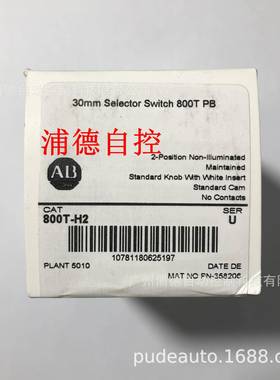 30mm Selector Switch 800T PB
浦德自控
2-Position Non-Illuminated
Maintained
Standard Knob With White Insert
Standard Cam
No Contacts
AB
CAT
800T-H2
SER
U
10781180625197
PLANT 5010
DATE DE
MAT NO PN-358206
pudeauto.1688.c